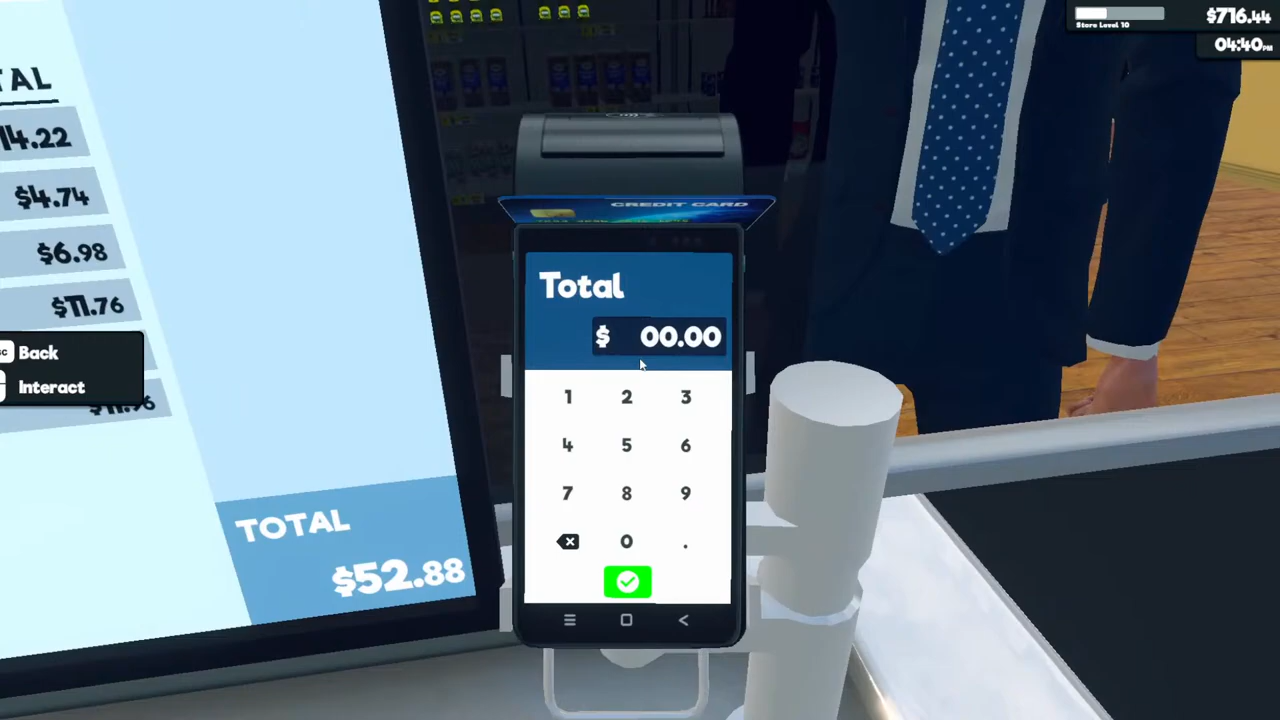 Store Level 10
$716.44
04:40PM
TAL
$14.22
$4.74
$6.98
$11.76
Back
Interact
TOTAL
$52.88
CREDIT CARD
Total
$ 00.00
1 2 3
4 5 6
7 8 9
0 .